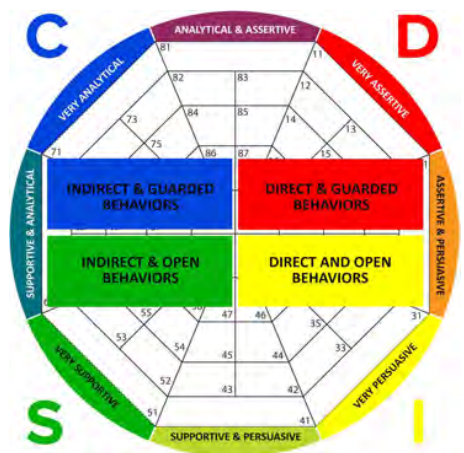 C
D
ANALYTICAL & ASSERTIVE
VERY ANALYTICAL
VERY ASSERTIVE
81
11
82
83
12
84
85
73
14
13
75
86
87
15
71
INDIRECT & GUARDED
BEHAVIORS
DIRECT & GUARDED
BEHAVIORS
SUPPORTIVE & ANALYTICAL
ASSERTIVE & PERSUASIVE
INDIRECT & OPEN
BEHAVIORS
DIRECT AND OPEN
BEHAVIORS
55
47
46
35
31
53
54
45
44
33
52
43
42
51
41
VERY SUPPORTIVE
VERY PERSUASIVE
SUPPORTIVE & PERSUASIVE
S
I